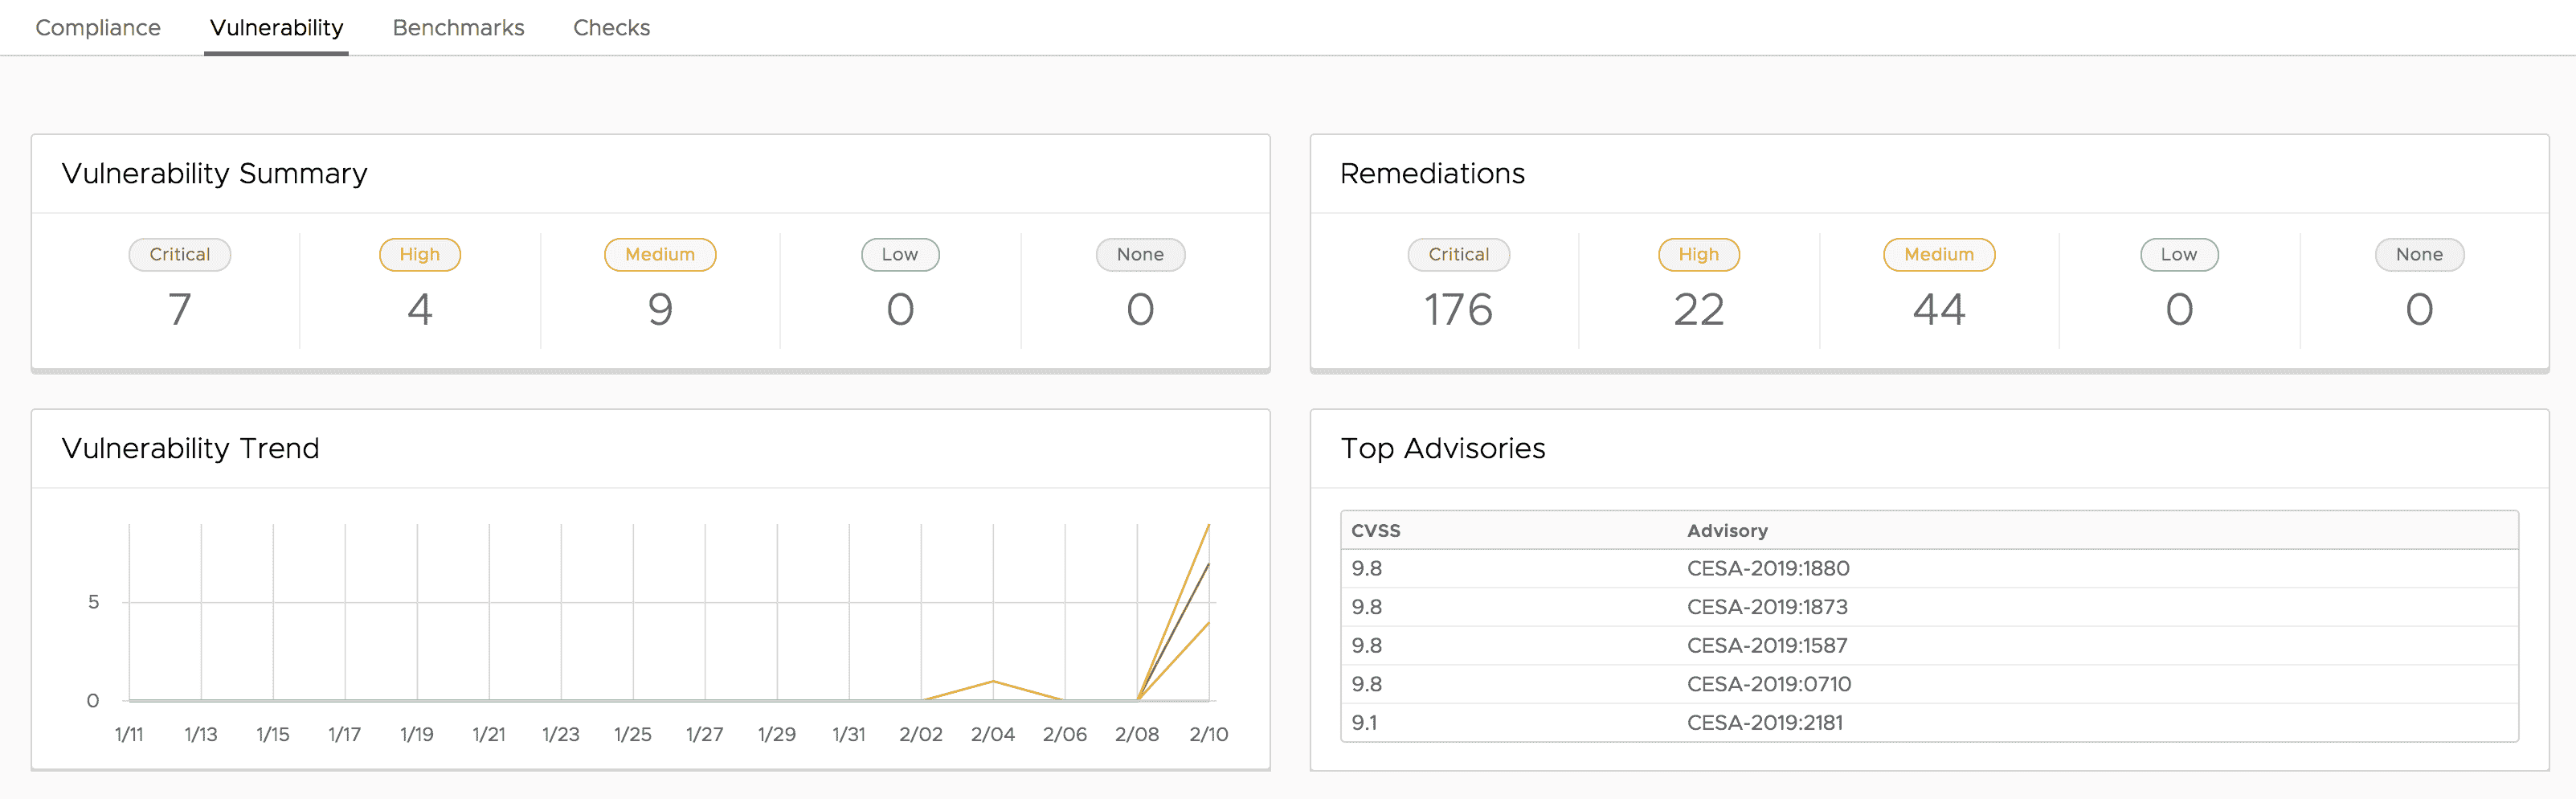 Compliance Vulnerability Benchmarks Checks
Vulnerability Summary
Critical High Medium Low None
7 4 9 0 0
Remediations
Critical High Medium Low None
176 22 44 0 0
Vulnerability Trend
5
0
1/11 1/13 1/15 1/17 1/19 1/21 1/23 1/25 1/27 1/29 1/31 2/02 2/04 2/06 2/08 2/10
Top Advisories
CVSS Advisory
9.8 CESA-2019:1880
9.8 CESA-2019:1873
9.8 CESA-2019:1587
9.8 CESA-2019:0710
9.1 CESA-2019:2181